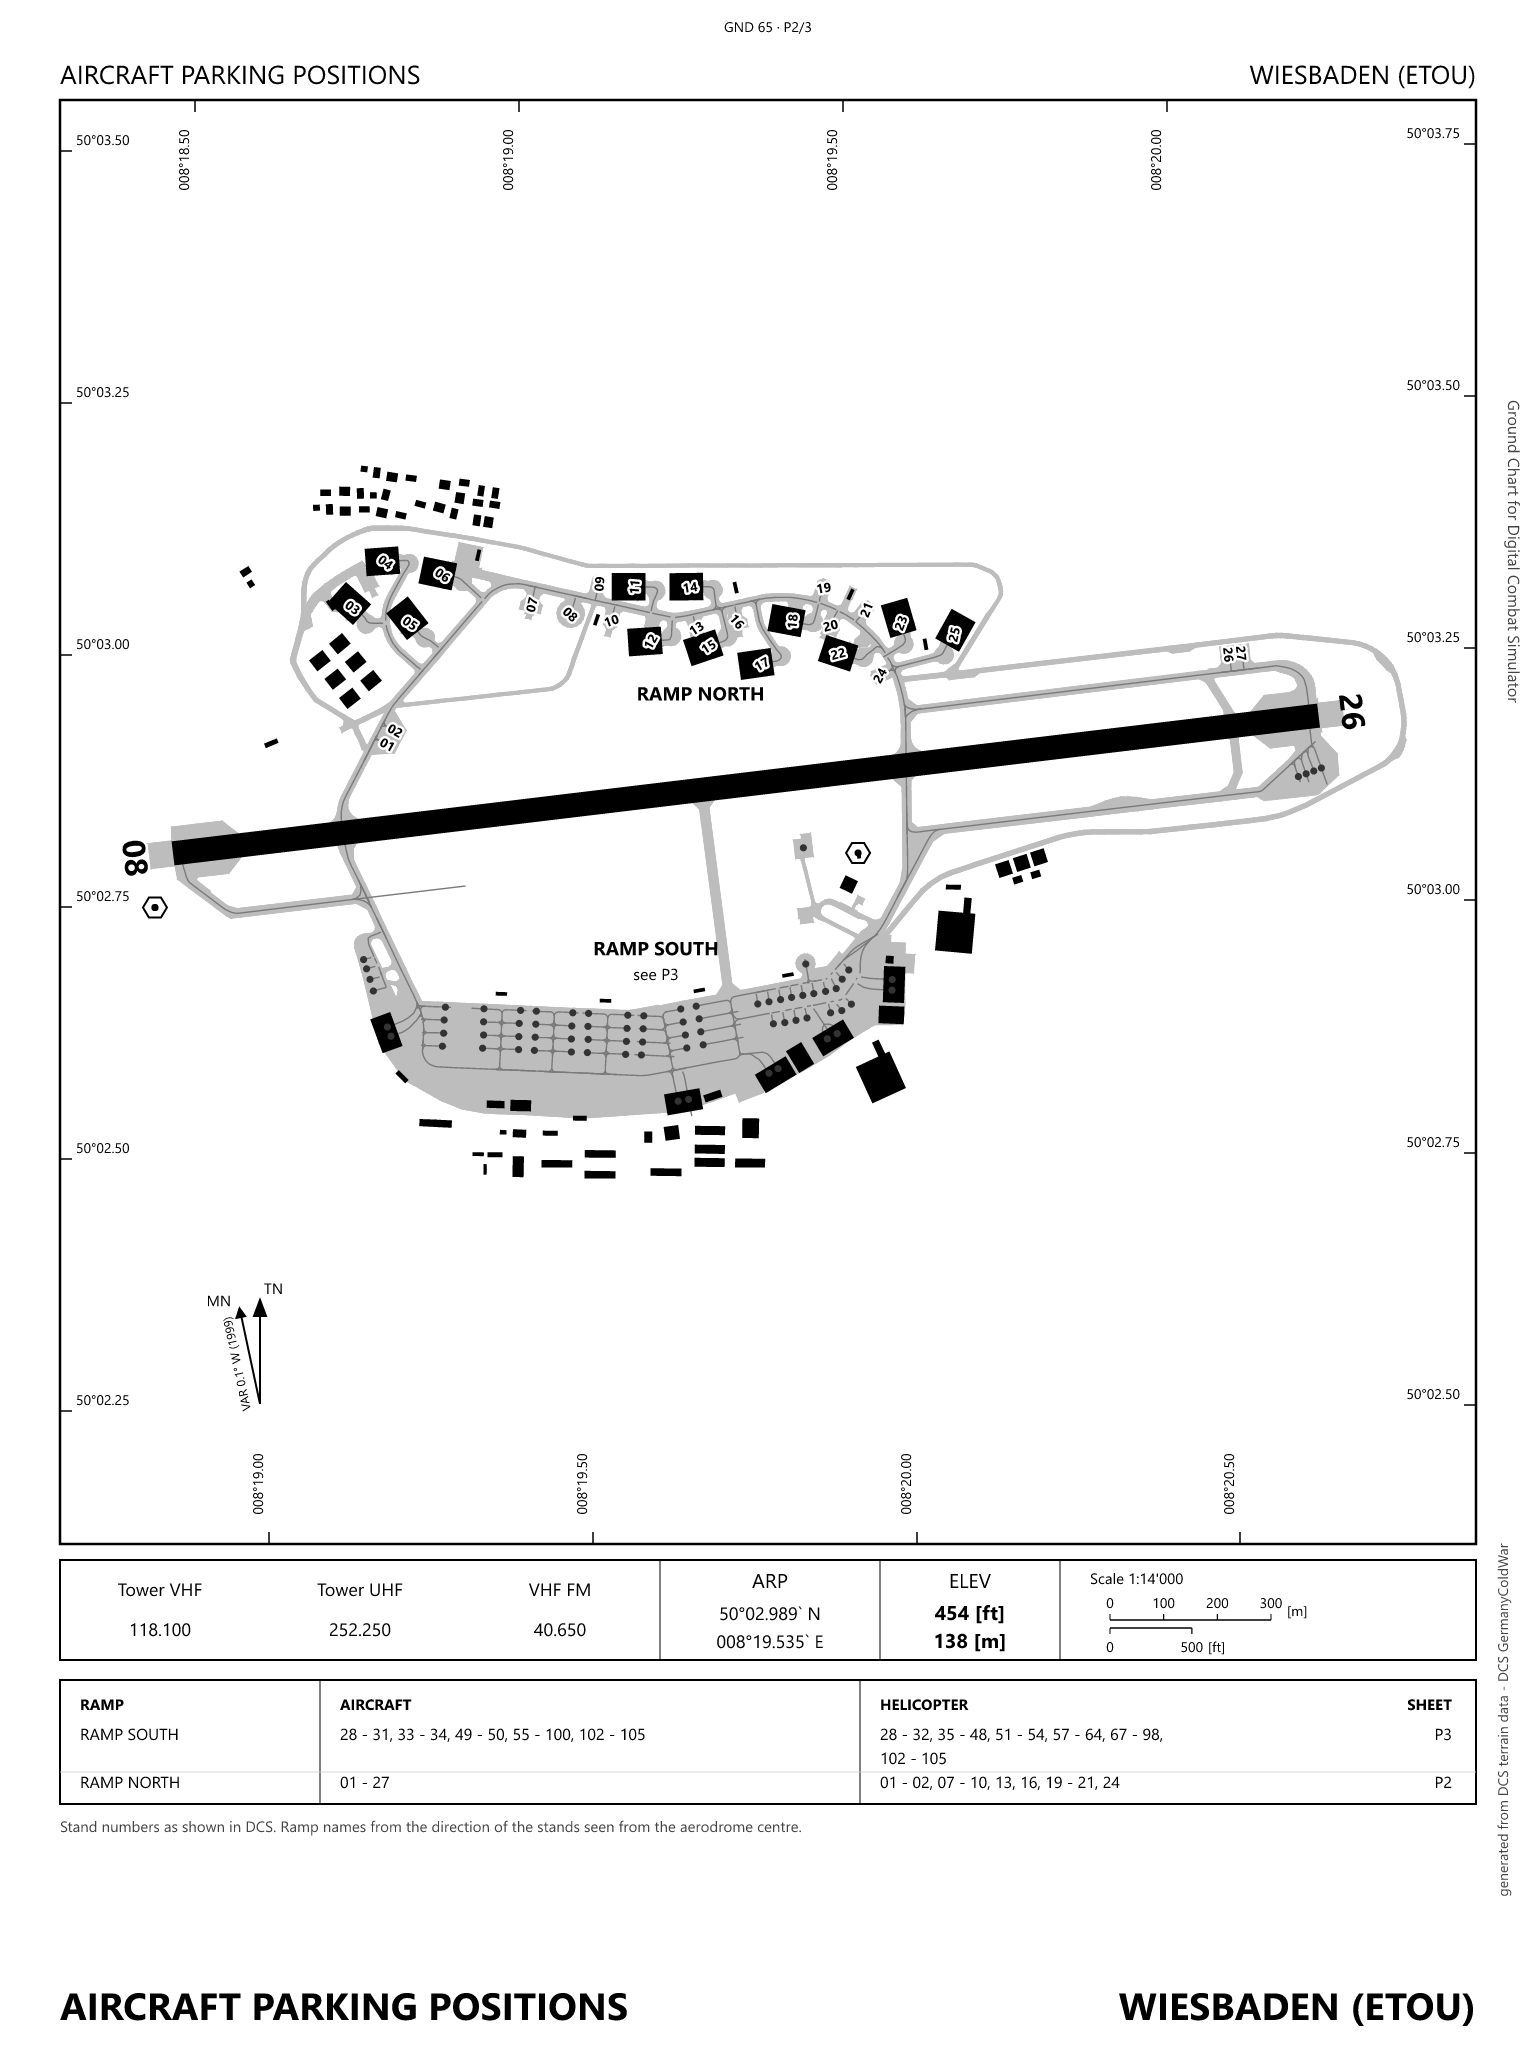 GND 65 · P2/3
AIRCRAFT PARKING POSITIONS
WIESBADEN (ETOU)
008°18.50
008°19.00
008°19.50
008°20.00
50°03.50
50°03.75
50°03.25
50°03.50
50°03.00
50°03.25
50°02.75
50°03.00
50°02.50
50°02.75
50°02.25
50°02.50
04
06
03
05
07
08
09
10
11
12
13
14
15
16
17
18
19
20
21
22
23
24
25
26
27
02
01
RAMP NORTH
26
08
RAMP SOUTH
see P3
TN
MN
VAR 0.1° W (1999)
008°19.00
008°19.50
008°20.00
008°20.50
Ground Chart for Digital Combat Simulator
generated from DCS terrain data - DCS GermanyColdWar
Tower VHF
118.100
Tower UHF
252.250
VHF FM
40.650
ARP
50°02.989` N
008°19.535` E
ELEV
454 [ft]
138 [m]
Scale 1:14'000
0 100 200 300 [m]
0 500 [ft]
RAMP AIRCRAFT HELICOPTER SHEET
RAMP SOUTH 28 - 31, 33 - 34, 49 - 50, 55 - 100, 102 - 105 28 - 32, 35 - 48, 51 - 54, 57 - 64, 67 - 98, P3
102 - 105
RAMP NORTH 01 - 27 01 - 02, 07 - 10, 13, 16, 19 - 21, 24 P2
Stand numbers as shown in DCS. Ramp names from the direction of the stands seen from the aerodrome centre.
AIRCRAFT PARKING POSITIONS
WIESBADEN (ETOU)